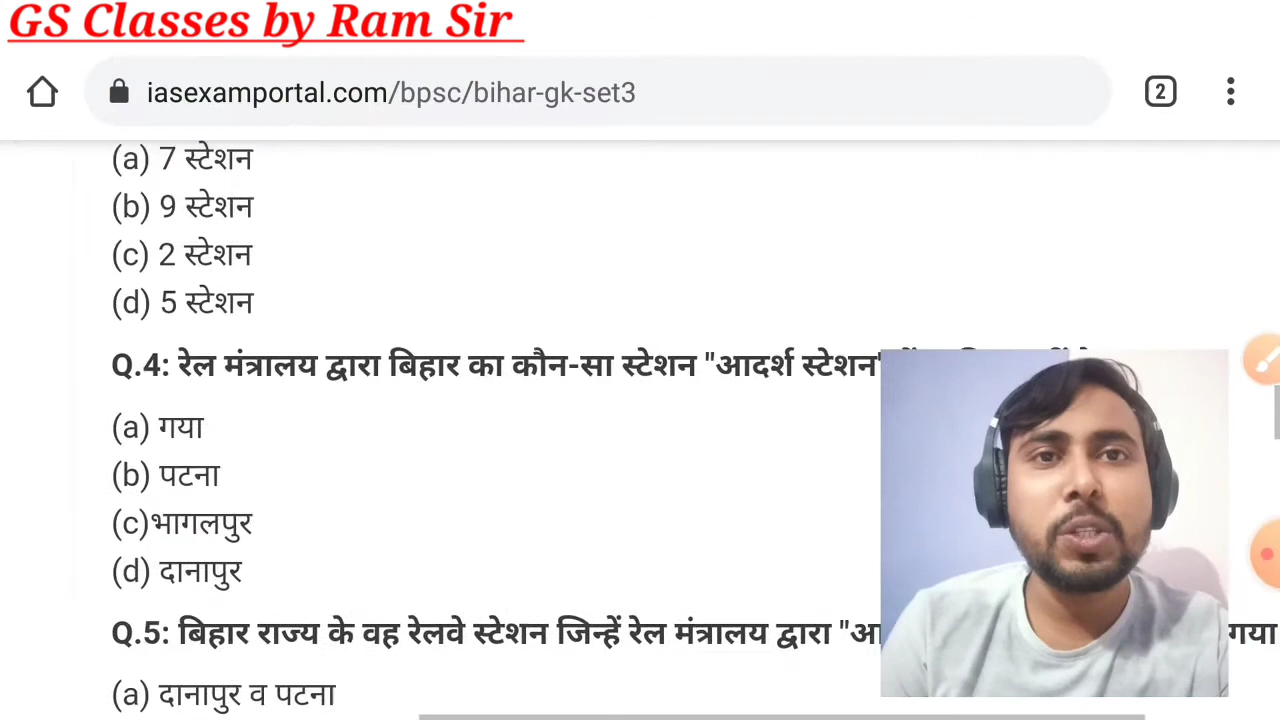 GS Classes by Ram Sir
iasexamportal.com/bpsc/bihar-gk-set3
2
(a) 7 स्टेशन
(b) 9 स्टेशन
(c) 2 स्टेशन
(d) 5 स्टेशन
Q.4: रेल मंत्रालय द्वारा बिहार का कौन-सा स्टेशन "आदर्श स्टेशन"
(a) गया
(b) पटना
(c)भागलपुर
(d) दानापुर
Q.5: बिहार राज्य के वह रेलवे स्टेशन जिन्हें रेल मंत्रालय द्वारा "आ गया
(a) दानापुर व पटना